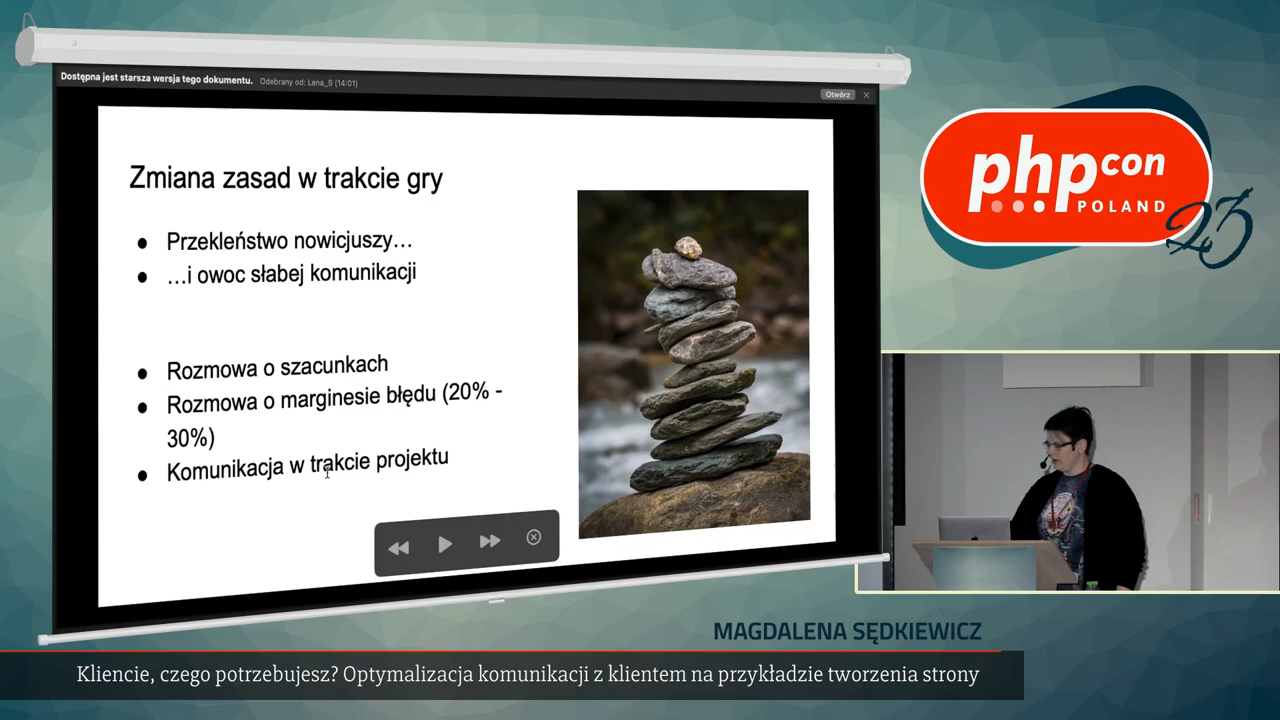 Dostępna jest starsza wersja tego dokumentu. Odebrany od: Lena_S (14:01)
Otwórz
Zmiana zasad w trakcie gry
● Przekleństwo nowicjuszy…
● …i owoc słabej komunikacji
● Rozmowa o szacunkach
● Rozmowa o marginesie błędu (20% -
30%)
● Komunikacja w trakcie projektu
phpcon
POLAND
23
MAGDALENA SĘDKIEWICZ
Kliencie, czego potrzebujesz? Optymalizacja komunikacji z klientem na przykładzie tworzenia strony